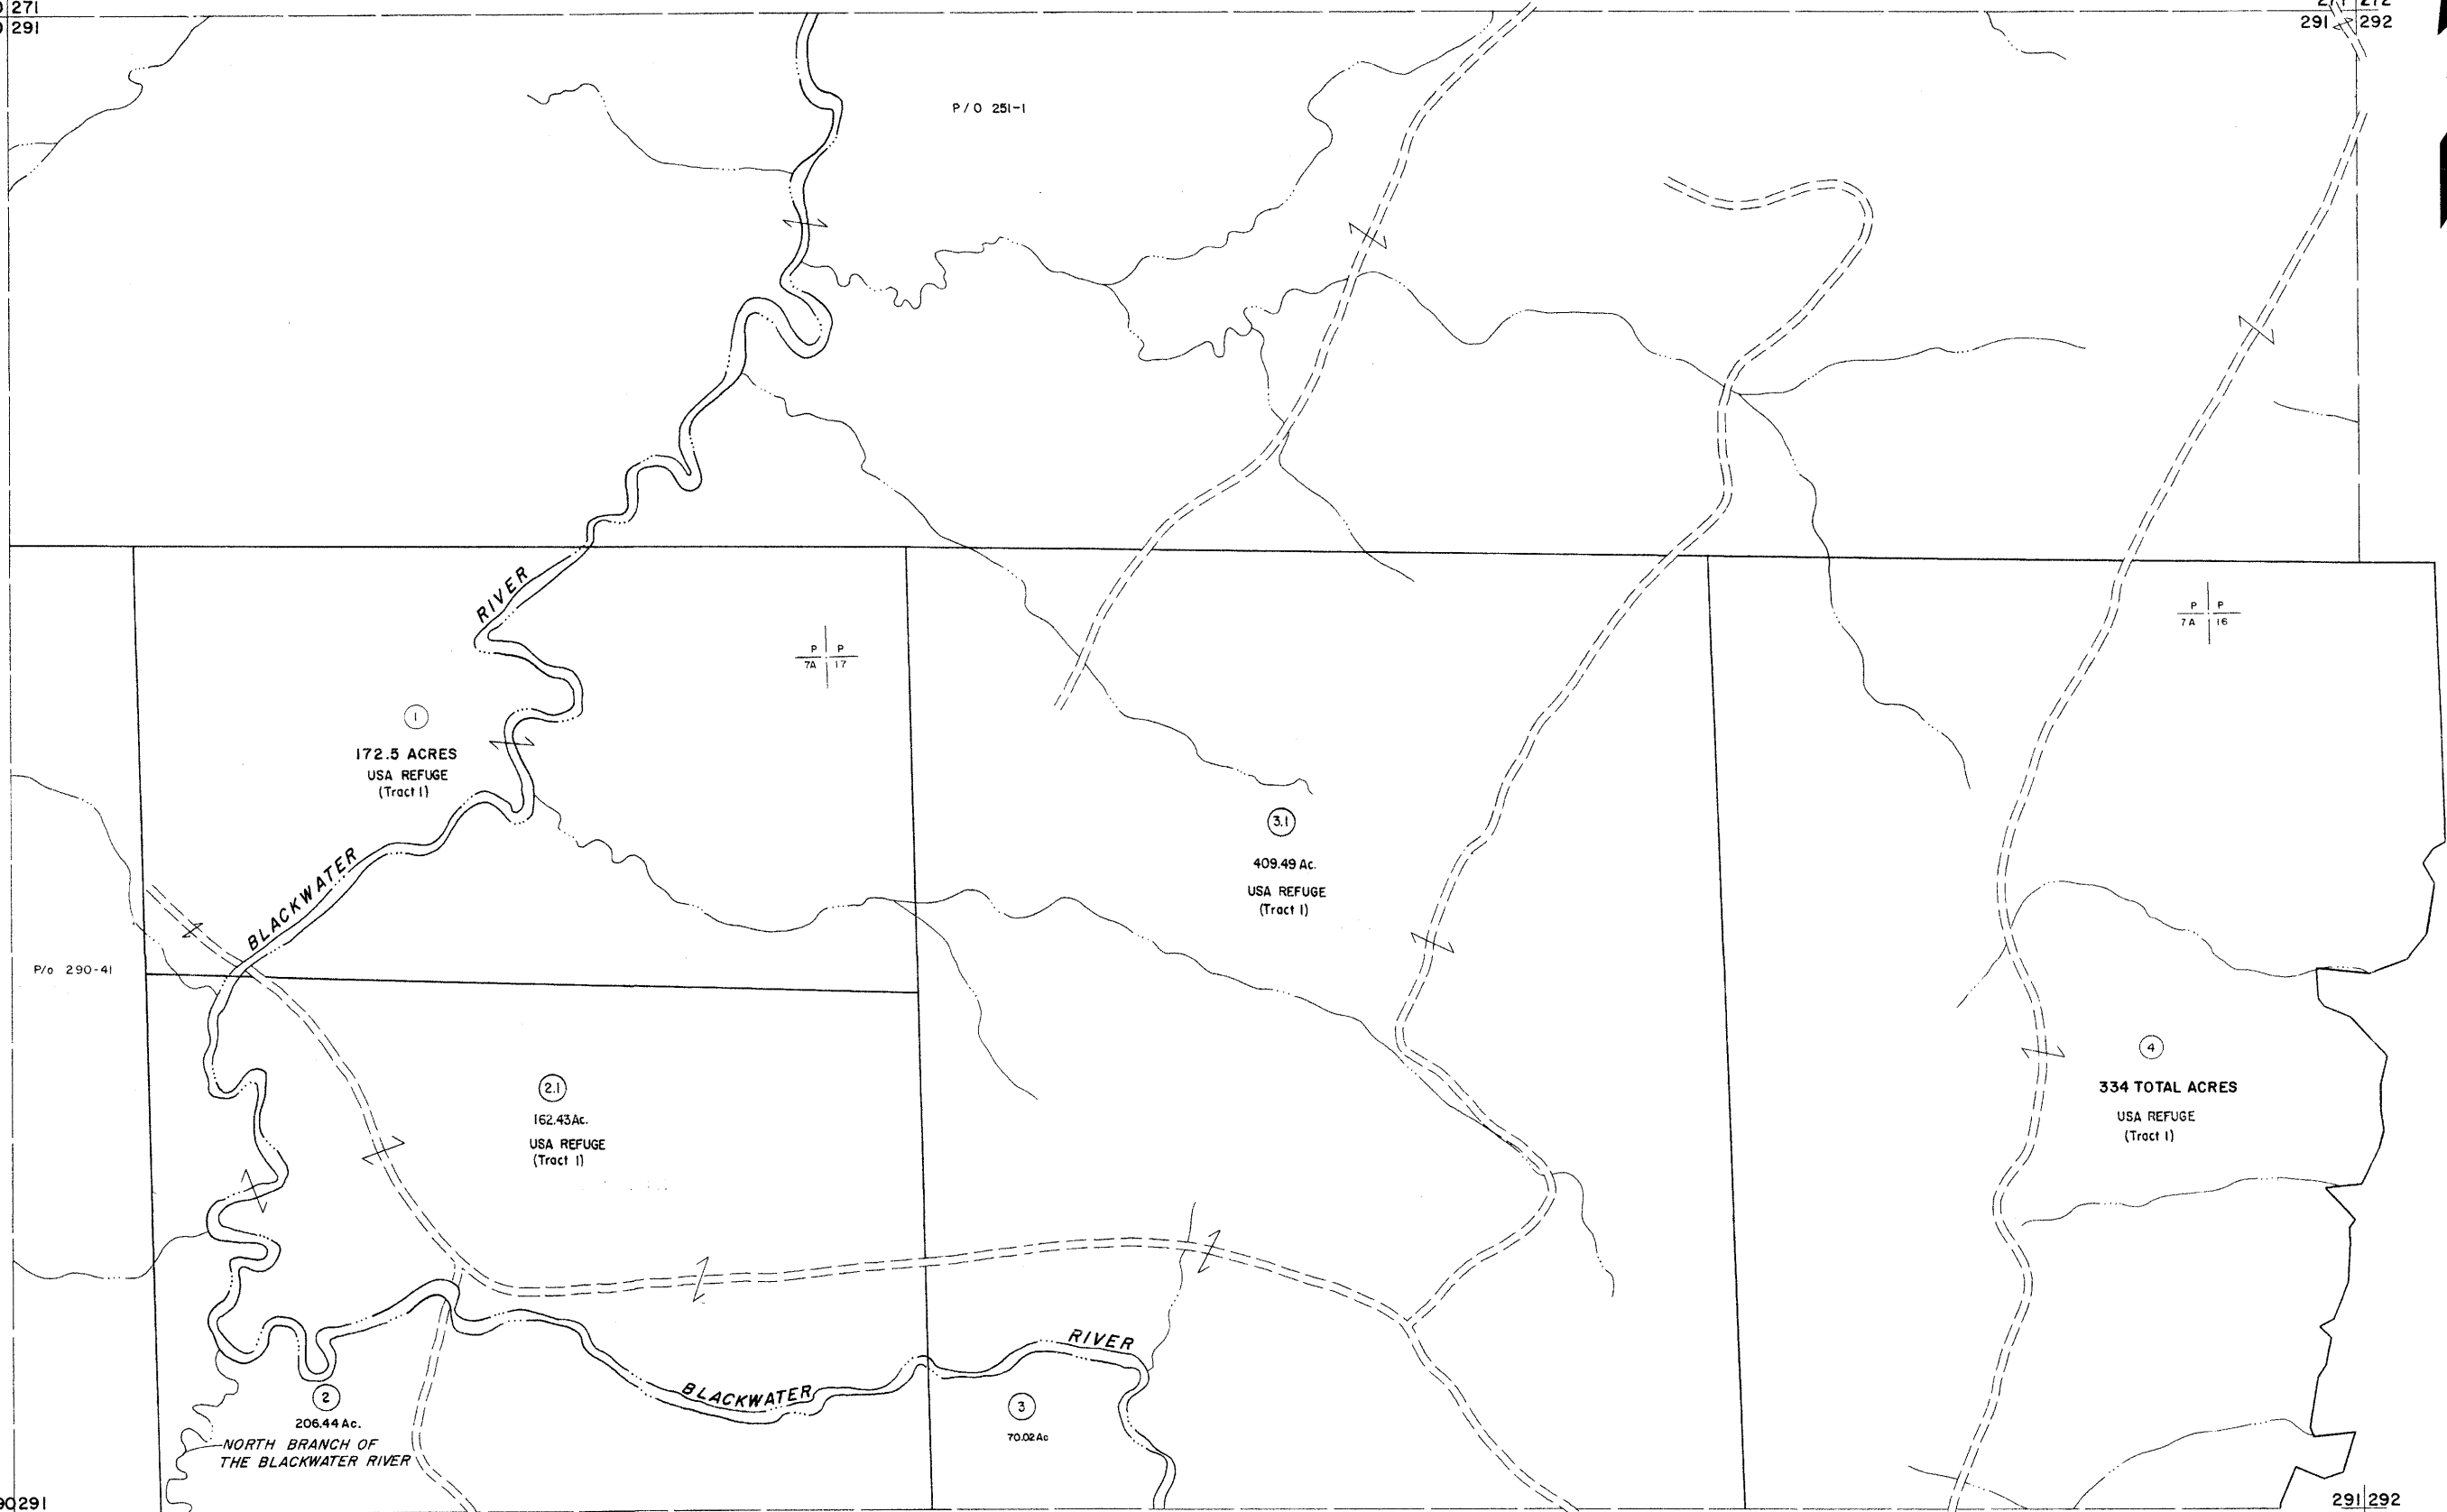 271
291
271 272
291 292
P/O 251-1
RIVER
P P
7A 17
P P
7A 16
1
172.5 ACRES
USA REFUGE
(Tract 1)
3.1
409.49 Ac.
USA REFUGE
(Tract 1)
BLACKWATER
P/o 290-41
4
334 TOTAL ACRES
USA REFUGE
(Tract 1)
2.1
162.43Ac.
USA REFUGE
(Tract 1)
RIVER
BLACKWATER
2
206.44 Ac.
NORTH BRANCH OF
THE BLACKWATER RIVER
3
70.02Ac
291
291 292